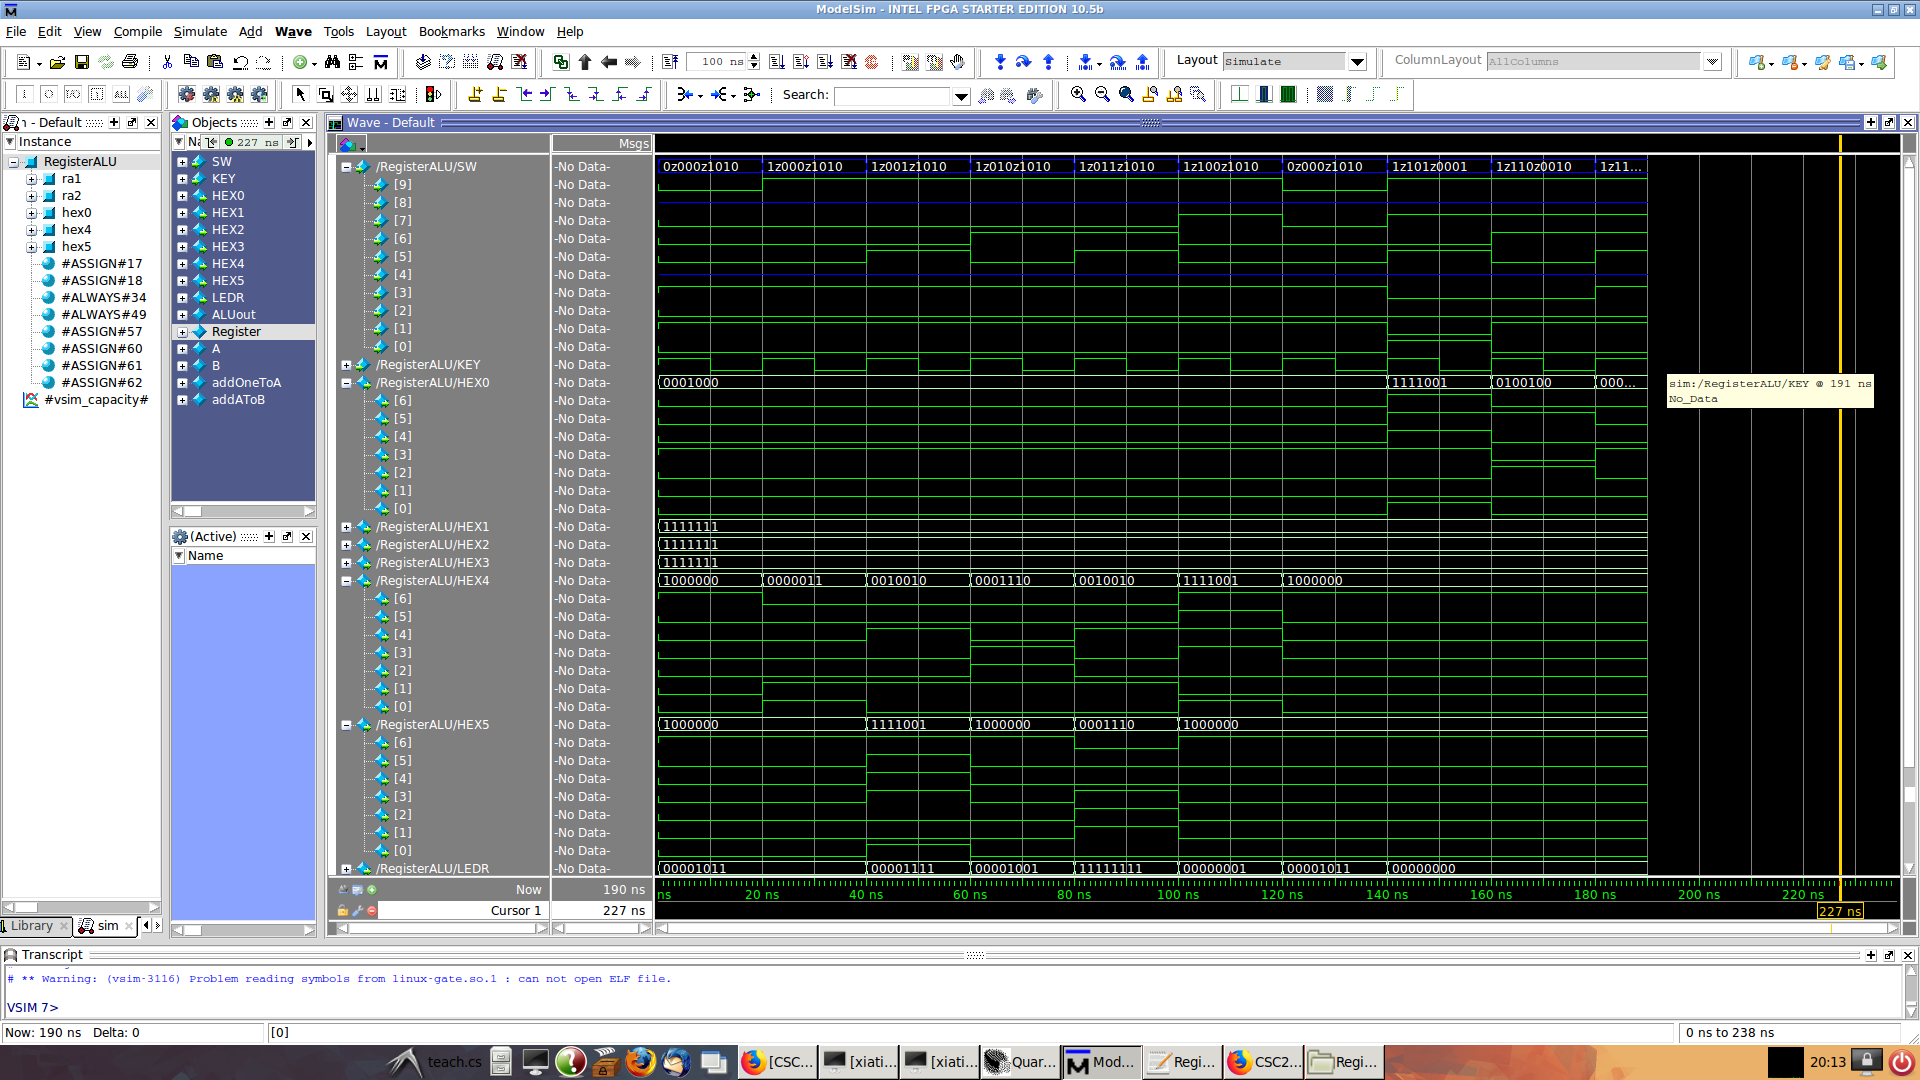 ModelSim - INTEL FPGA STARTER EDITION 10.5b
File Edit View Compile Simulate Add Wave Tools Layout Bookmarks Window Help
100 ns
Layout Simulate
ColumnLayout AllColumns
Search:
- Default
Instance
RegisterALU
ra1
ra2
hex0
hex4
hex5
#ASSIGN#17
#ASSIGN#18
#ALWAYS#34
#ALWAYS#49
#ASSIGN#57
#ASSIGN#60
#ASSIGN#61
#ASSIGN#62
#vsim_capacity#
Library
sim
Objects
227 ns
SW
KEY
HEX0
HEX1
HEX2
HEX3
HEX4
HEX5
LEDR
ALUout
Register
A
B
addOneToA
addAToB
(Active)
Name
Wave - Default
Msgs
/RegisterALU/SW -No Data- 0z000z1010 1z000z1010 1z001z1010 1z010z1010 1z011z1010 1z100z1010 0z000z1010 1z101z0001 1z110z0010 1z11...
[9] -No Data-
[8] -No Data-
[7] -No Data-
[6] -No Data-
[5] -No Data-
[4] -No Data-
[3] -No Data-
[2] -No Data-
[1] -No Data-
[0] -No Data-
/RegisterALU/KEY -No Data-
/RegisterALU/HEX0 -No Data- 0001000 1111001 0100100 000...
[6] -No Data-
[5] -No Data-
[4] -No Data-
[3] -No Data-
[2] -No Data-
[1] -No Data-
[0] -No Data-
/RegisterALU/HEX1 -No Data- 1111111
/RegisterALU/HEX2 -No Data- 1111111
/RegisterALU/HEX3 -No Data- 1111111
/RegisterALU/HEX4 -No Data- 1000000 0000011 0010010 0001110 0010010 1111001 1000000
[6] -No Data-
[5] -No Data-
[4] -No Data-
[3] -No Data-
[2] -No Data-
[1] -No Data-
[0] -No Data-
/RegisterALU/HEX5 -No Data- 1000000 1111001 1000000 0001110 1000000
[6] -No Data-
[5] -No Data-
[4] -No Data-
[3] -No Data-
[2] -No Data-
[1] -No Data-
[0] -No Data-
/RegisterALU/LEDR -No Data- 00001011 00001111 00001001 11111111 00000001 00001011 00000000
sim:/RegisterALU/KEY @ 191 ns
No_Data
Now 190 ns ns 20 ns 40 ns 60 ns 80 ns 100 ns 120 ns 140 ns 160 ns 180 ns 200 ns 220 ns
Cursor 1 227 ns 227 ns
Transcript
# ** Warning: (vsim-3116) Problem reading symbols from linux-gate.so.1 : can not open ELF file.
VSIM 7>
Now: 190 ns Delta: 0 [0] 0 ns to 238 ns
teach.cs [CSC... [xiati... [xiati... Quar... Mod... Regi... CSC2... Regi... 20:13